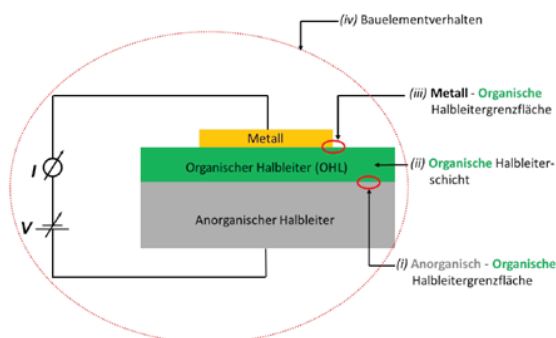 (iv) Bauelementverhalten
(iii) Metall - Organische
Halbleitergrenzfläche
Metall
Organischer Halbleiter (OHL)
(ii) Organische Halbleiter-
schicht
I
Anorganischer Halbleiter
V
(i) Anorganisch - Organische
Halbleitergrenzfläche